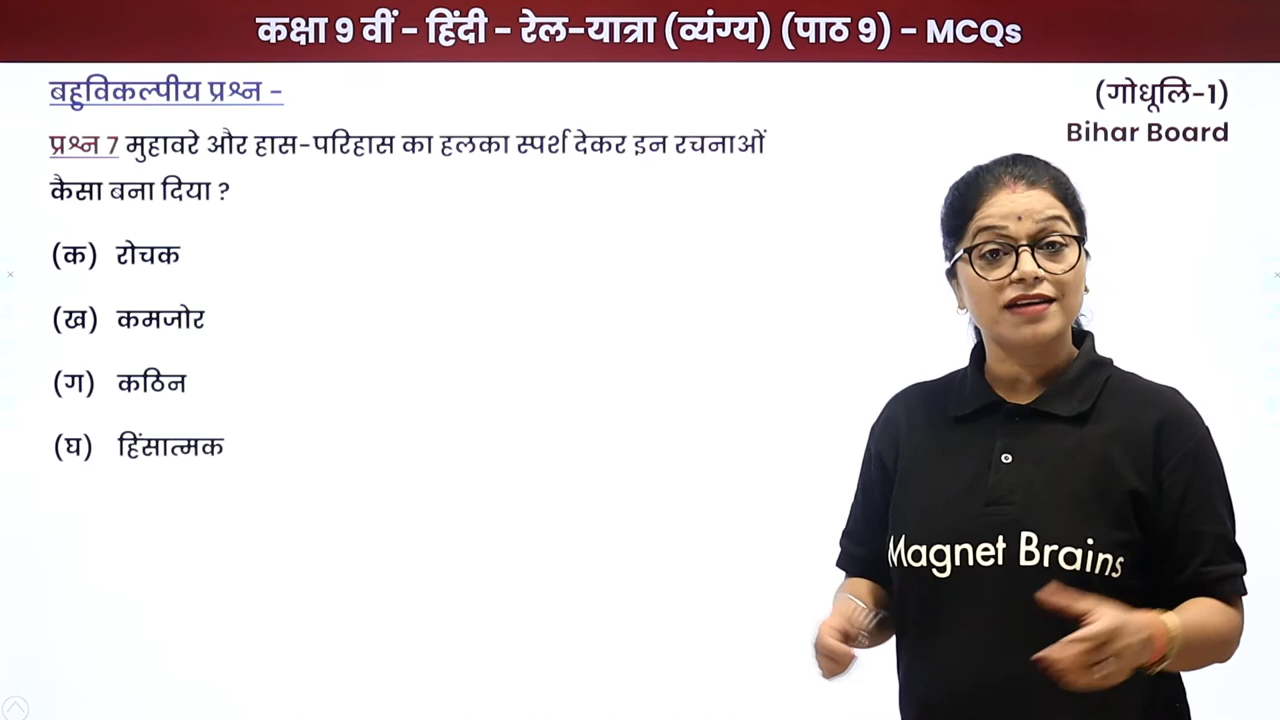 कक्षा 9 वीं - हिंदी - रेल-यात्रा (व्यंग्य) (पाठ 9) - MCQs
बहुविकल्पीय प्रश्न -
(गोधूलि-1)
Bihar Board
प्रश्न 7 मुहावरे और हास-परिहास का हलका स्पर्श देकर इन रचनाओं
कैसा बना दिया ?
(क) रोचक
(ख) कमजोर
(ग) कठिन
(घ) हिंसात्मक
Magnet Brains